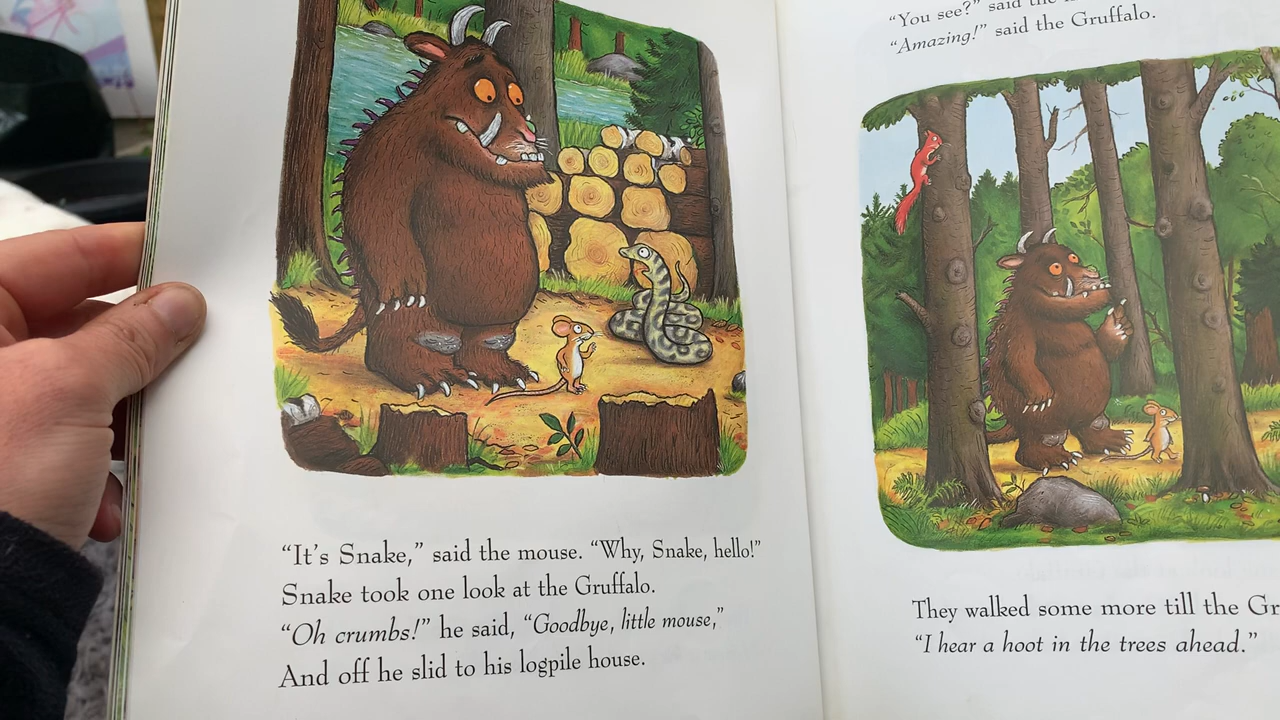 “It’s Snake,” said the mouse. “Why, Snake, hello!”
Snake took one look at the Gruffalo.
“Oh crumbs!” he said, “Goodbye, little mouse,”
And off he slid to his logpile house.
“You see?” said the
“Amazing!” said the Gruffalo.
They walked some more till the
“I hear a hoot in the trees ahead.”